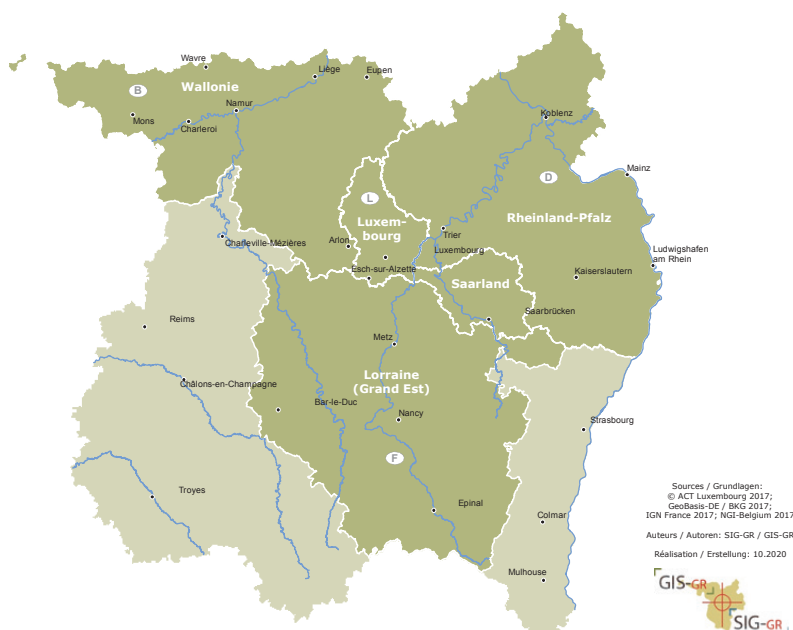 Wavre
Liège
Eupen
B
Wallonie
Namur
Mons
Charleroi
Koblenz
Mainz
D
L
Luxem-
bourg
Rheinland-Pfalz
Trier
Charleville-Mézières
Arlon
Luxembourg
Ludwigshafen
am Rhein
Esch-sur-Alzette
Kaiserslautern
Saarland
Reims
Saarbrücken
Metz
Lorraine
(Grand Est)
Châlons-en-Champagne
Bar-le-Duc
Nancy
Strasbourg
F
Troyes
Epinal
Colmar
Mulhouse
Sources / Grundlagen:
© ACT Luxembourg 2017;
GeoBasis-DE / BKG 2017;
IGN France 2017; NGI-Belgium 2017
Auteurs / Autoren: SIG-GR / GIS-GR
Réalisation / Erstellung: 10.2020
GIS-GR
SIG-GR